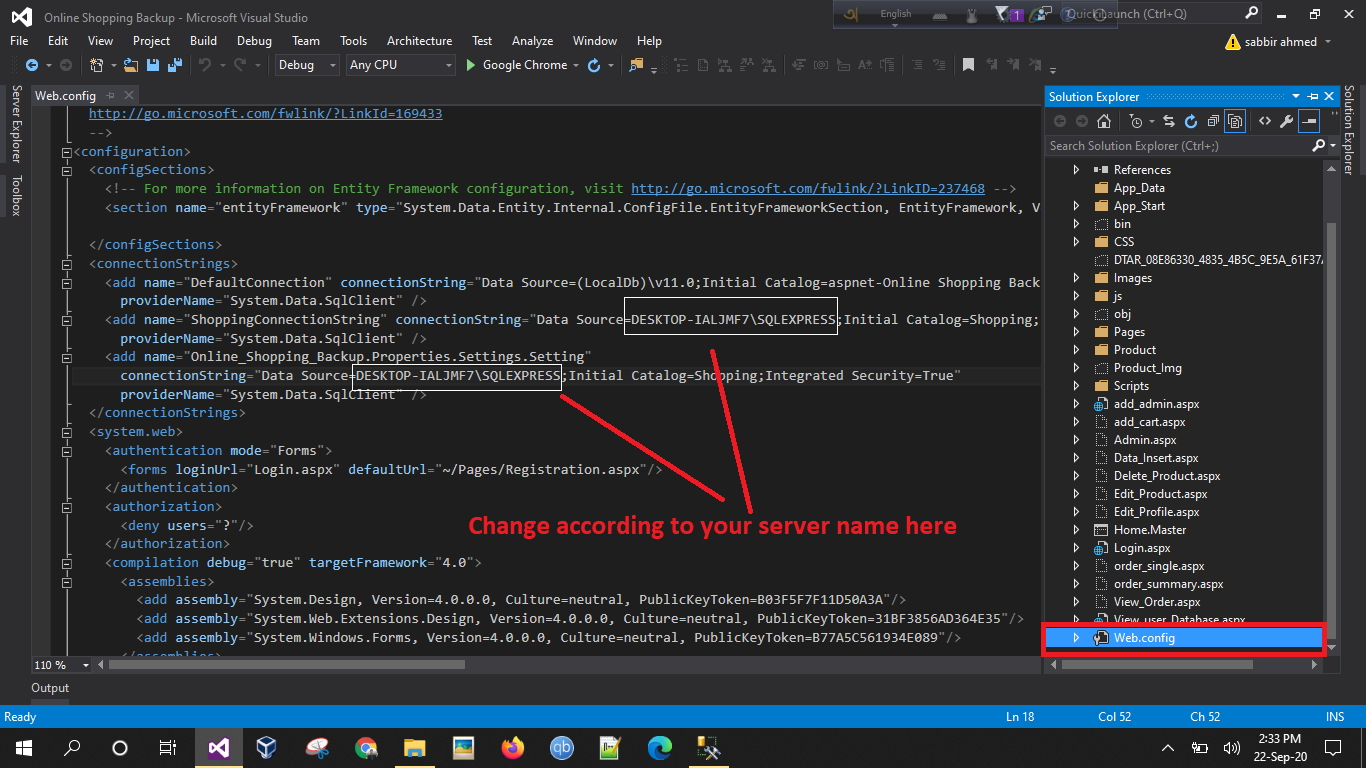 Online Shopping Backup - Microsoft Visual Studio
English
1
Quick Launch (Ctrl+Q)
File Edit View Project Build Debug Team Tools Architecture Test Analyze Window Help
sabbir ahmed
Debug Any CPU Google Chrome
Server Explorer
Toolbox
Web.config
http://go.microsoft.com/fwlink/?LinkId=169433
-->
<configuration>
<configSections>
<!-- For more information on Entity Framework configuration, visit http://go.microsoft.com/fwlink/?LinkID=237468 -->
<section name="entityFramework" type="System.Data.Entity.Internal.ConfigFile.EntityFrameworkSection, EntityFramework, V
</configSections>
<connectionStrings>
<add name="DefaultConnection" connectionString="Data Source=(LocalDb)\v11.0;Initial Catalog=aspnet-Online Shopping Back
providerName="System.Data.SqlClient" />
<add name="ShoppingConnectionString" connectionString="Data Source=DESKTOP-IALJMF7\SQLEXPRESS;Initial Catalog=Shopping;
providerName="System.Data.SqlClient" />
<add name="Online_Shopping_Backup.Properties.Settings.Setting"
connectionString="Data Source=DESKTOP-IALJMF7\SQLEXPRESS;Initial Catalog=Shopping;Integrated Security=True"
providerName="System.Data.SqlClient" />
</connectionStrings>
<system.web>
<authentication mode="Forms">
<forms loginUrl="Login.aspx" defaultUrl="~/Pages/Registration.aspx"/>
</authentication>
<authorization>
<deny users="?"/>
</authorization>
<compilation debug="true" targetFramework="4.0">
<assemblies>
<add assembly="System.Design, Version=4.0.0.0, Culture=neutral, PublicKeyToken=B03F5F7F11D50A3A"/>
<add assembly="System.Web.Extensions.Design, Version=4.0.0.0, Culture=neutral, PublicKeyToken=31BF3856AD364E35"/>
<add assembly="System.Windows.Forms, Version=4.0.0.0, Culture=neutral, PublicKeyToken=B77A5C561934E089"/>
</assemblies>
Change according to your server name here
110 %
Solution Explorer
Search Solution Explorer (Ctrl+;)
References
App_Data
App_Start
bin
CSS
DTAR_08E86330_4835_4B5C_9E5A_61F37A
Images
js
obj
Pages
Product
Product_Img
Scripts
add_admin.aspx
add_cart.aspx
Admin.aspx
Data_Insert.aspx
Delete_Product.aspx
Edit_Product.aspx
Edit_Profile.aspx
Home.Master
Login.aspx
order_single.aspx
order_summary.aspx
View_Order.aspx
View_user_Database.aspx
Web.config
Solution Explorer
Output
Ready Ln 18 Col 52 Ch 52 INS
qb
2:33 PM
22-Sep-20